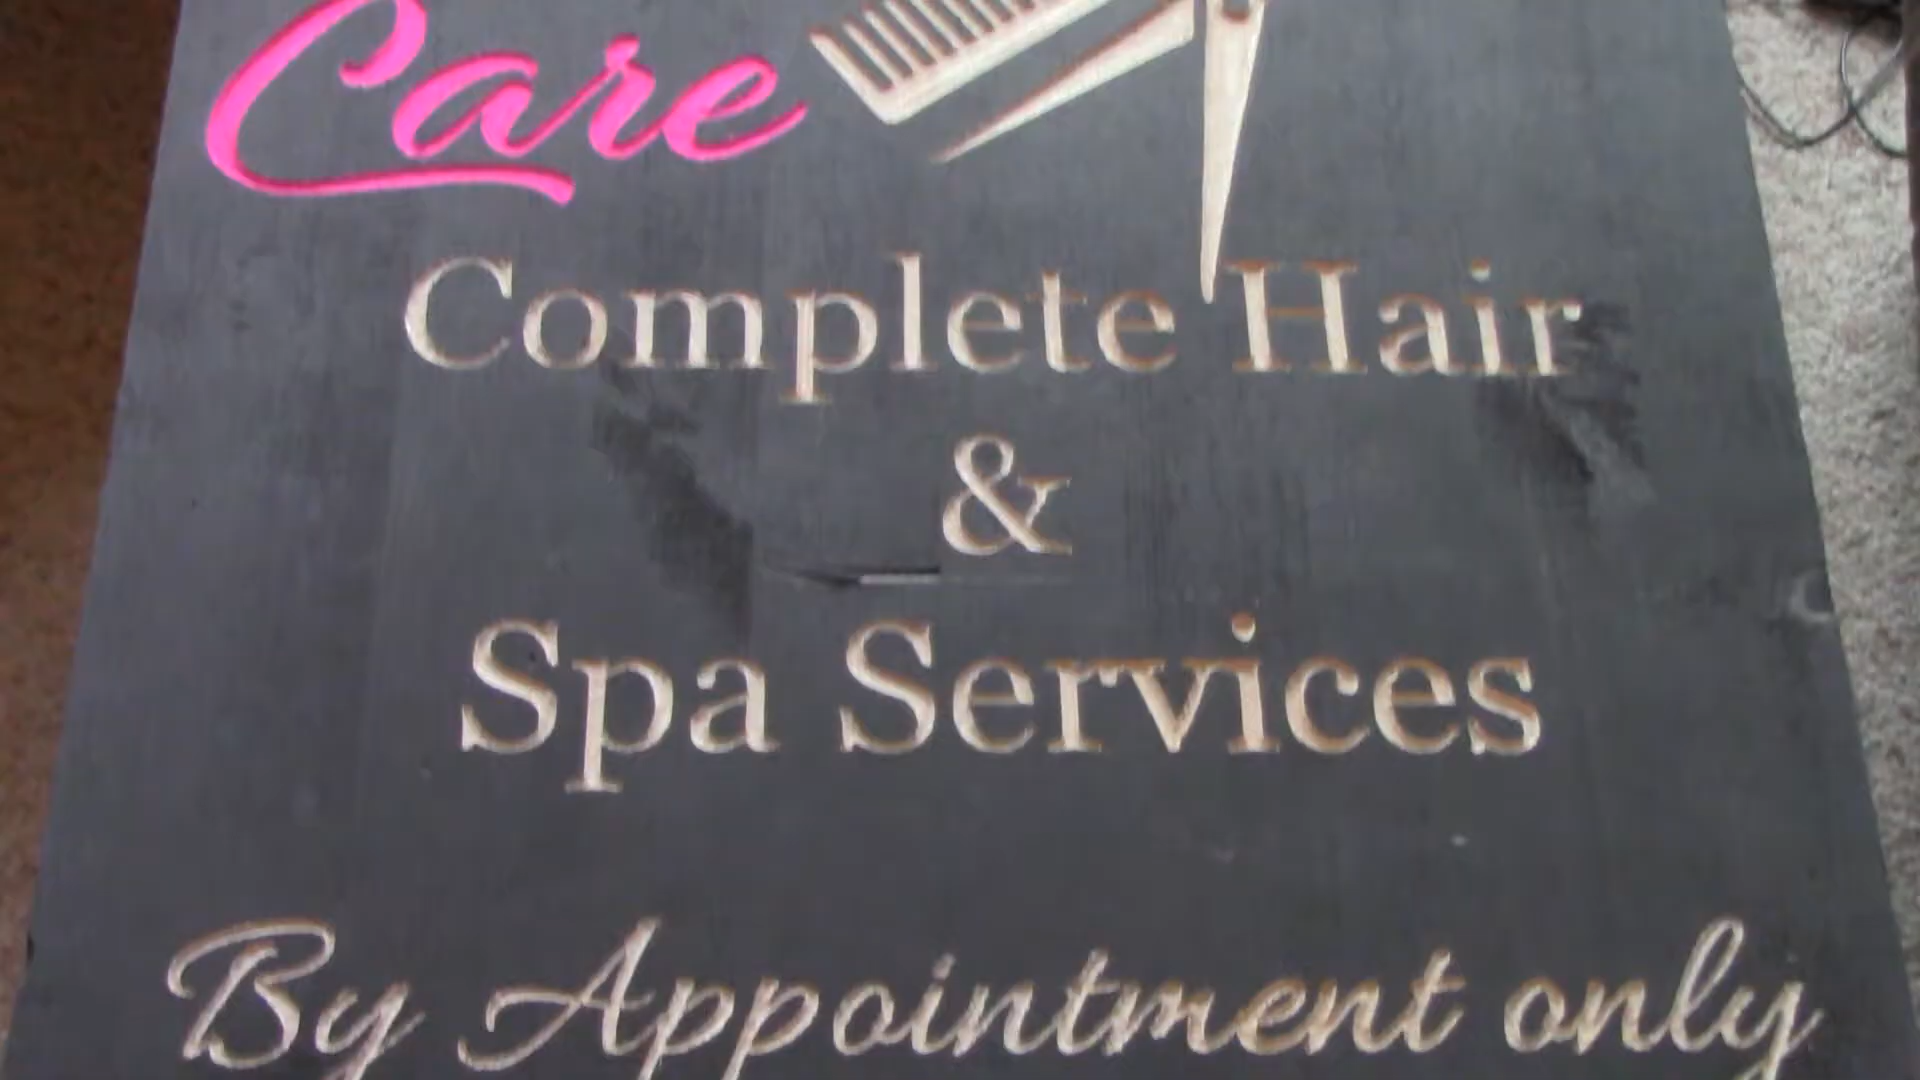 Care
Complete Hair
&
Spa Services
By Appointment only